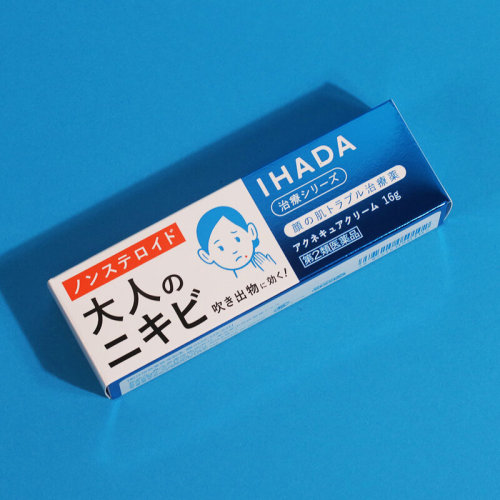 ノンステロイド
大人の
ニキビ
吹き出物に効く!
IHADA
治療シリーズ
顔の肌トラブル治療薬
アクネキュアクリーム 16g
第2類医薬品